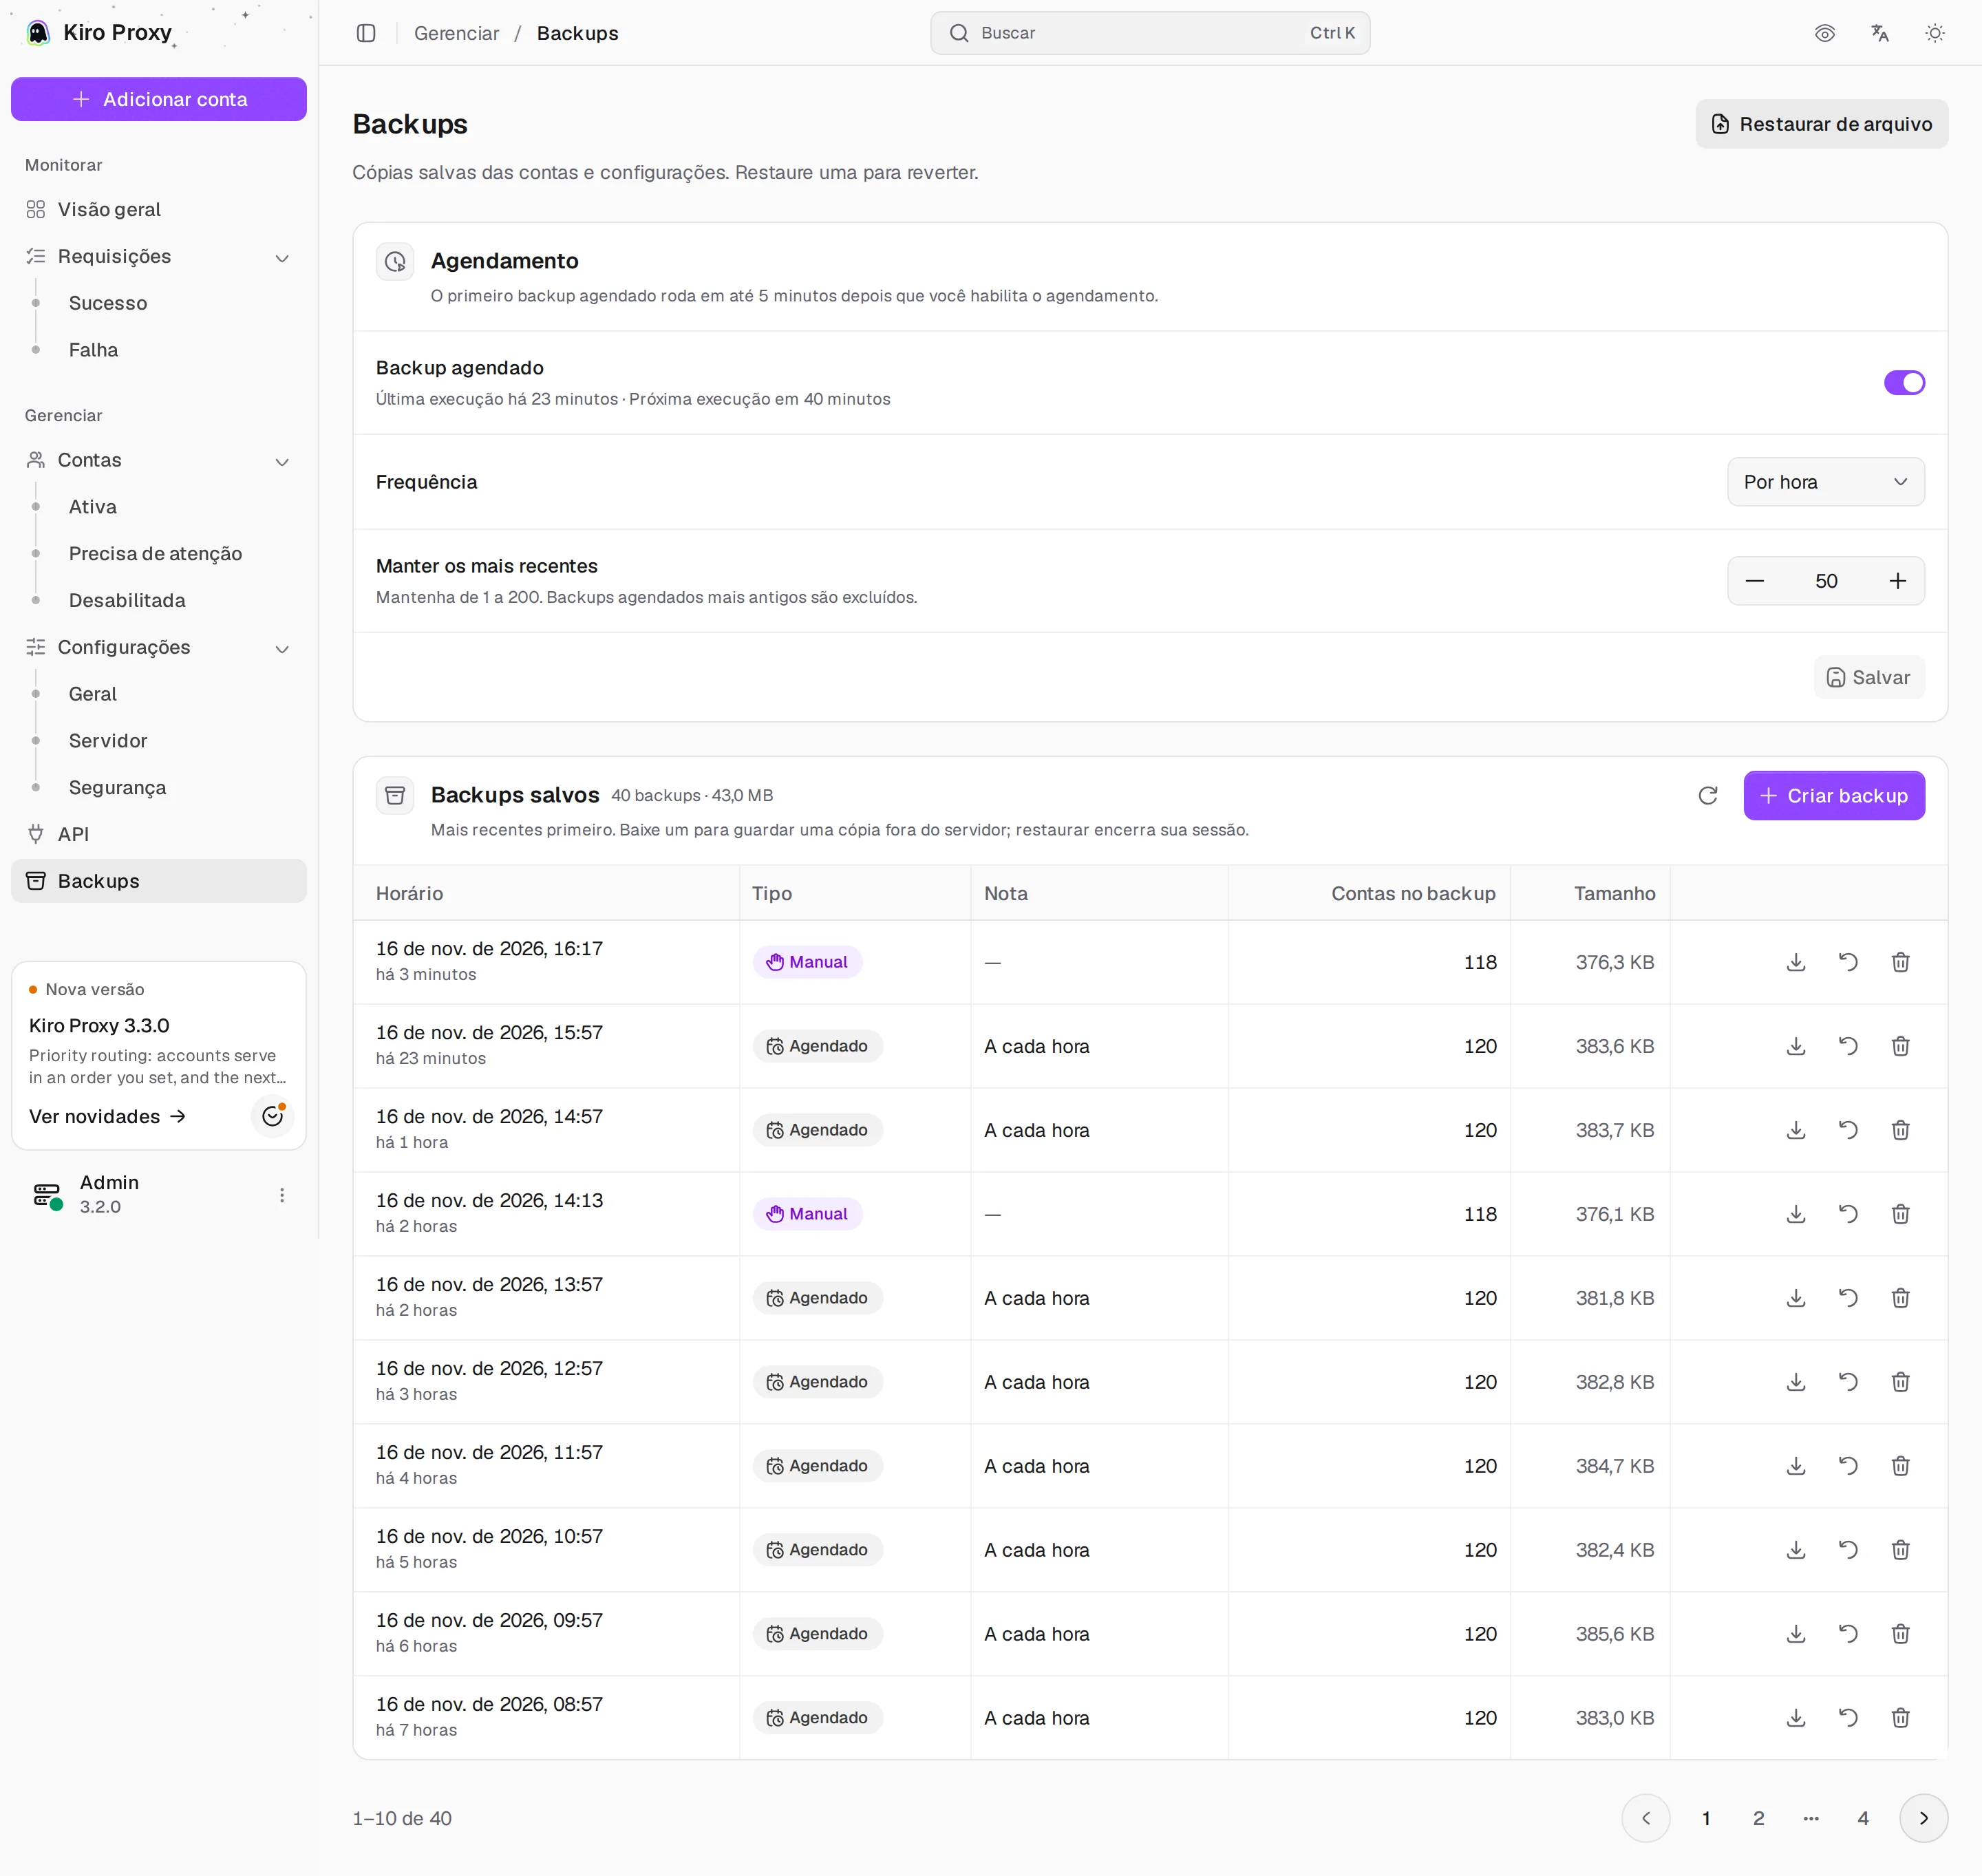 Kiro Proxy
Adicionar conta
Monitorar
Visão geral
Requisições
Sucesso
Falha
Gerenciar
Contas
Ativa
Precisa de atenção
Desabilitada
Configurações
Geral
Servidor
Segurança
API
Backups
Nova versão
Kiro Proxy 3.3.0
Priority routing: accounts serve
in an order you set, and the next...
Ver novidades
Admin
3.2.0
Gerenciar / Backups
Buscar Ctrl K
Backups
Restaurar de arquivo
Cópias salvas das contas e configurações. Restaure uma para reverter.
Agendamento
O primeiro backup agendado roda em até 5 minutos depois que você habilita o agendamento.
Backup agendado
Última execução há 23 minutos · Próxima execução em 40 minutos
Frequência
Por hora
Manter os mais recentes
Mantenha de 1 a 200. Backups agendados mais antigos são excluídos.
50
Salvar
Backups salvos 40 backups · 43,0 MB
Criar backup
Mais recentes primeiro. Baixe um para guardar uma cópia fora do servidor; restaurar encerra sua sessão.
Horário Tipo Nota Contas no backup Tamanho
16 de nov. de 2026, 16:17
há 3 minutos
Manual — 118 376,3 KB
16 de nov. de 2026, 15:57
há 23 minutos
Agendado A cada hora 120 383,6 KB
16 de nov. de 2026, 14:57
há 1 hora
Agendado A cada hora 120 383,7 KB
16 de nov. de 2026, 14:13
há 2 horas
Manual — 118 376,1 KB
16 de nov. de 2026, 13:57
há 2 horas
Agendado A cada hora 120 381,8 KB
16 de nov. de 2026, 12:57
há 3 horas
Agendado A cada hora 120 382,8 KB
16 de nov. de 2026, 11:57
há 4 horas
Agendado A cada hora 120 384,7 KB
16 de nov. de 2026, 10:57
há 5 horas
Agendado A cada hora 120 382,4 KB
16 de nov. de 2026, 09:57
há 6 horas
Agendado A cada hora 120 385,6 KB
16 de nov. de 2026, 08:57
há 7 horas
Agendado A cada hora 120 383,0 KB
1–10 de 40
1 2 ... 4